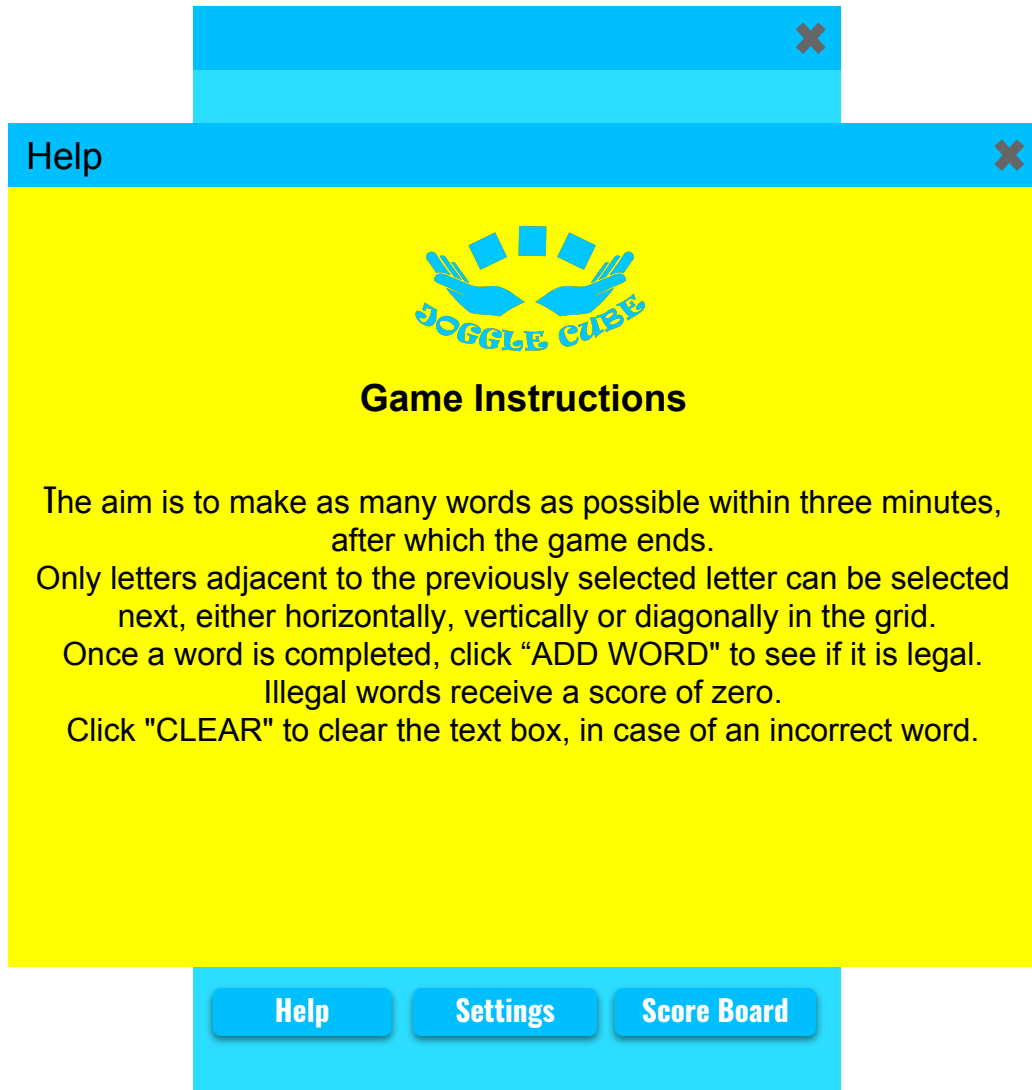 Help
JOGGLE CUBE
Game Instructions
The aim is to make as many words as possible within three minutes,
after which the game ends.
Only letters adjacent to the previously selected letter can be selected
next, either horizontally, vertically or diagonally in the grid.
Once a word is completed, click “ADD WORD" to see if it is legal.
Illegal words receive a score of zero.
Click "CLEAR" to clear the text box, in case of an incorrect word.
Help
Settings
Score Board